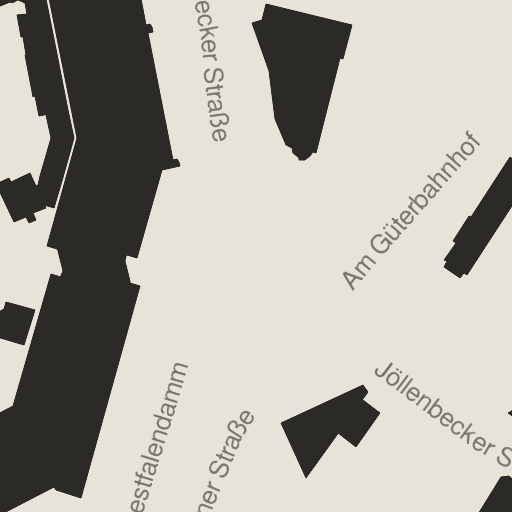 ecker Straße
Am Güterbahnhof
Jöllenbecker S
estfalendamm
ner Straße